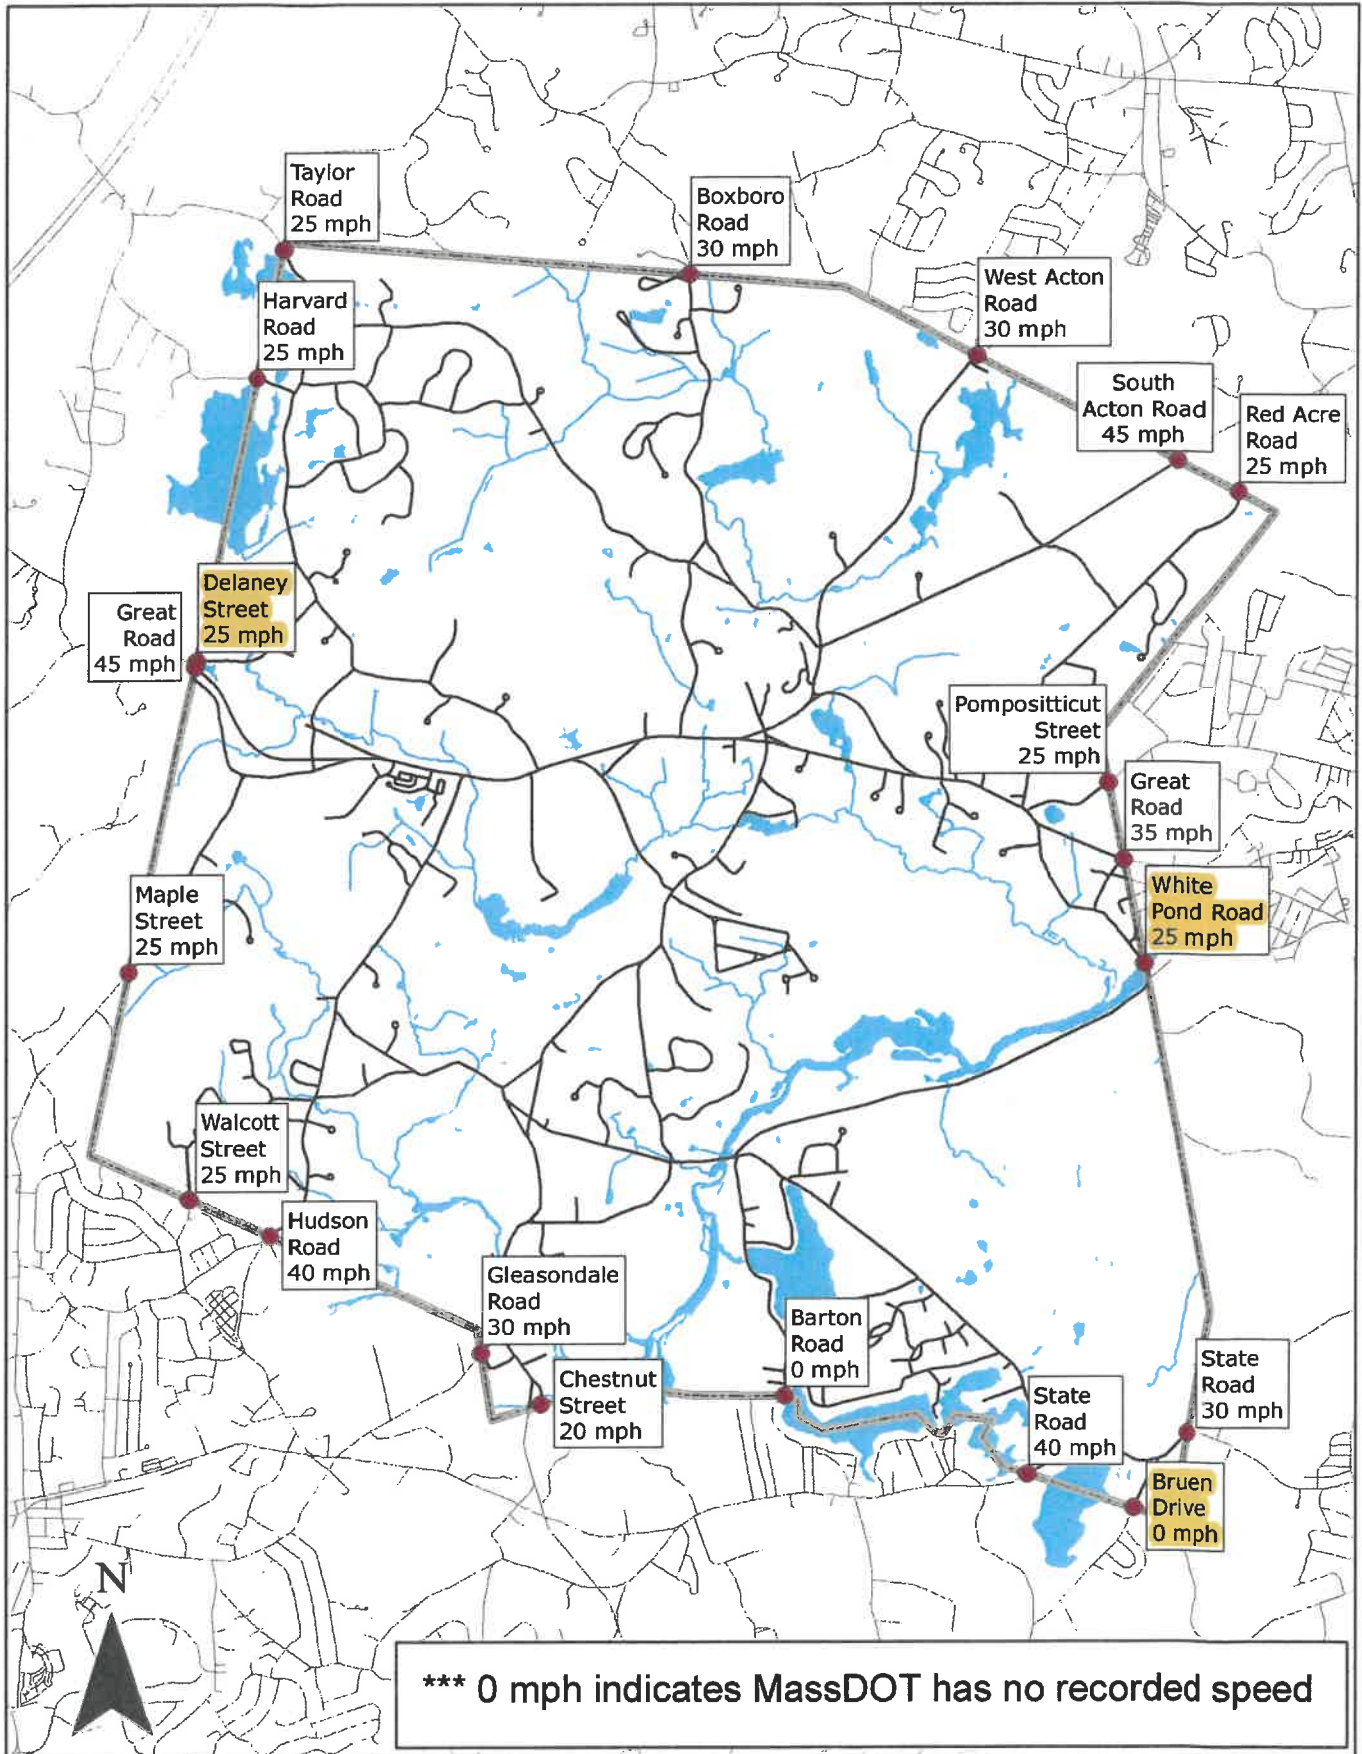 Taylor
Road
25 mph
Boxboro
Road
30 mph
West Acton
Road
30 mph
Harvard
Road
25 mph
South
Acton Road
45 mph
Red Acre
Road
25 mph
Delaney
Street
25 mph
Great
Road
45 mph
Pompositticut
Street
25 mph
Great
Road
35 mph
White
Pond Road
25 mph
Maple
Street
25 mph
Walcott
Street
25 mph
Hudson
Road
40 mph
Gleasondale
Road
30 mph
Barton
Road
0 mph
Chestnut
Street
20 mph
State
Road
30 mph
State
Road
40 mph
Bruen
Drive
0 mph
N
*** 0 mph indicates MassDOT has no recorded speed